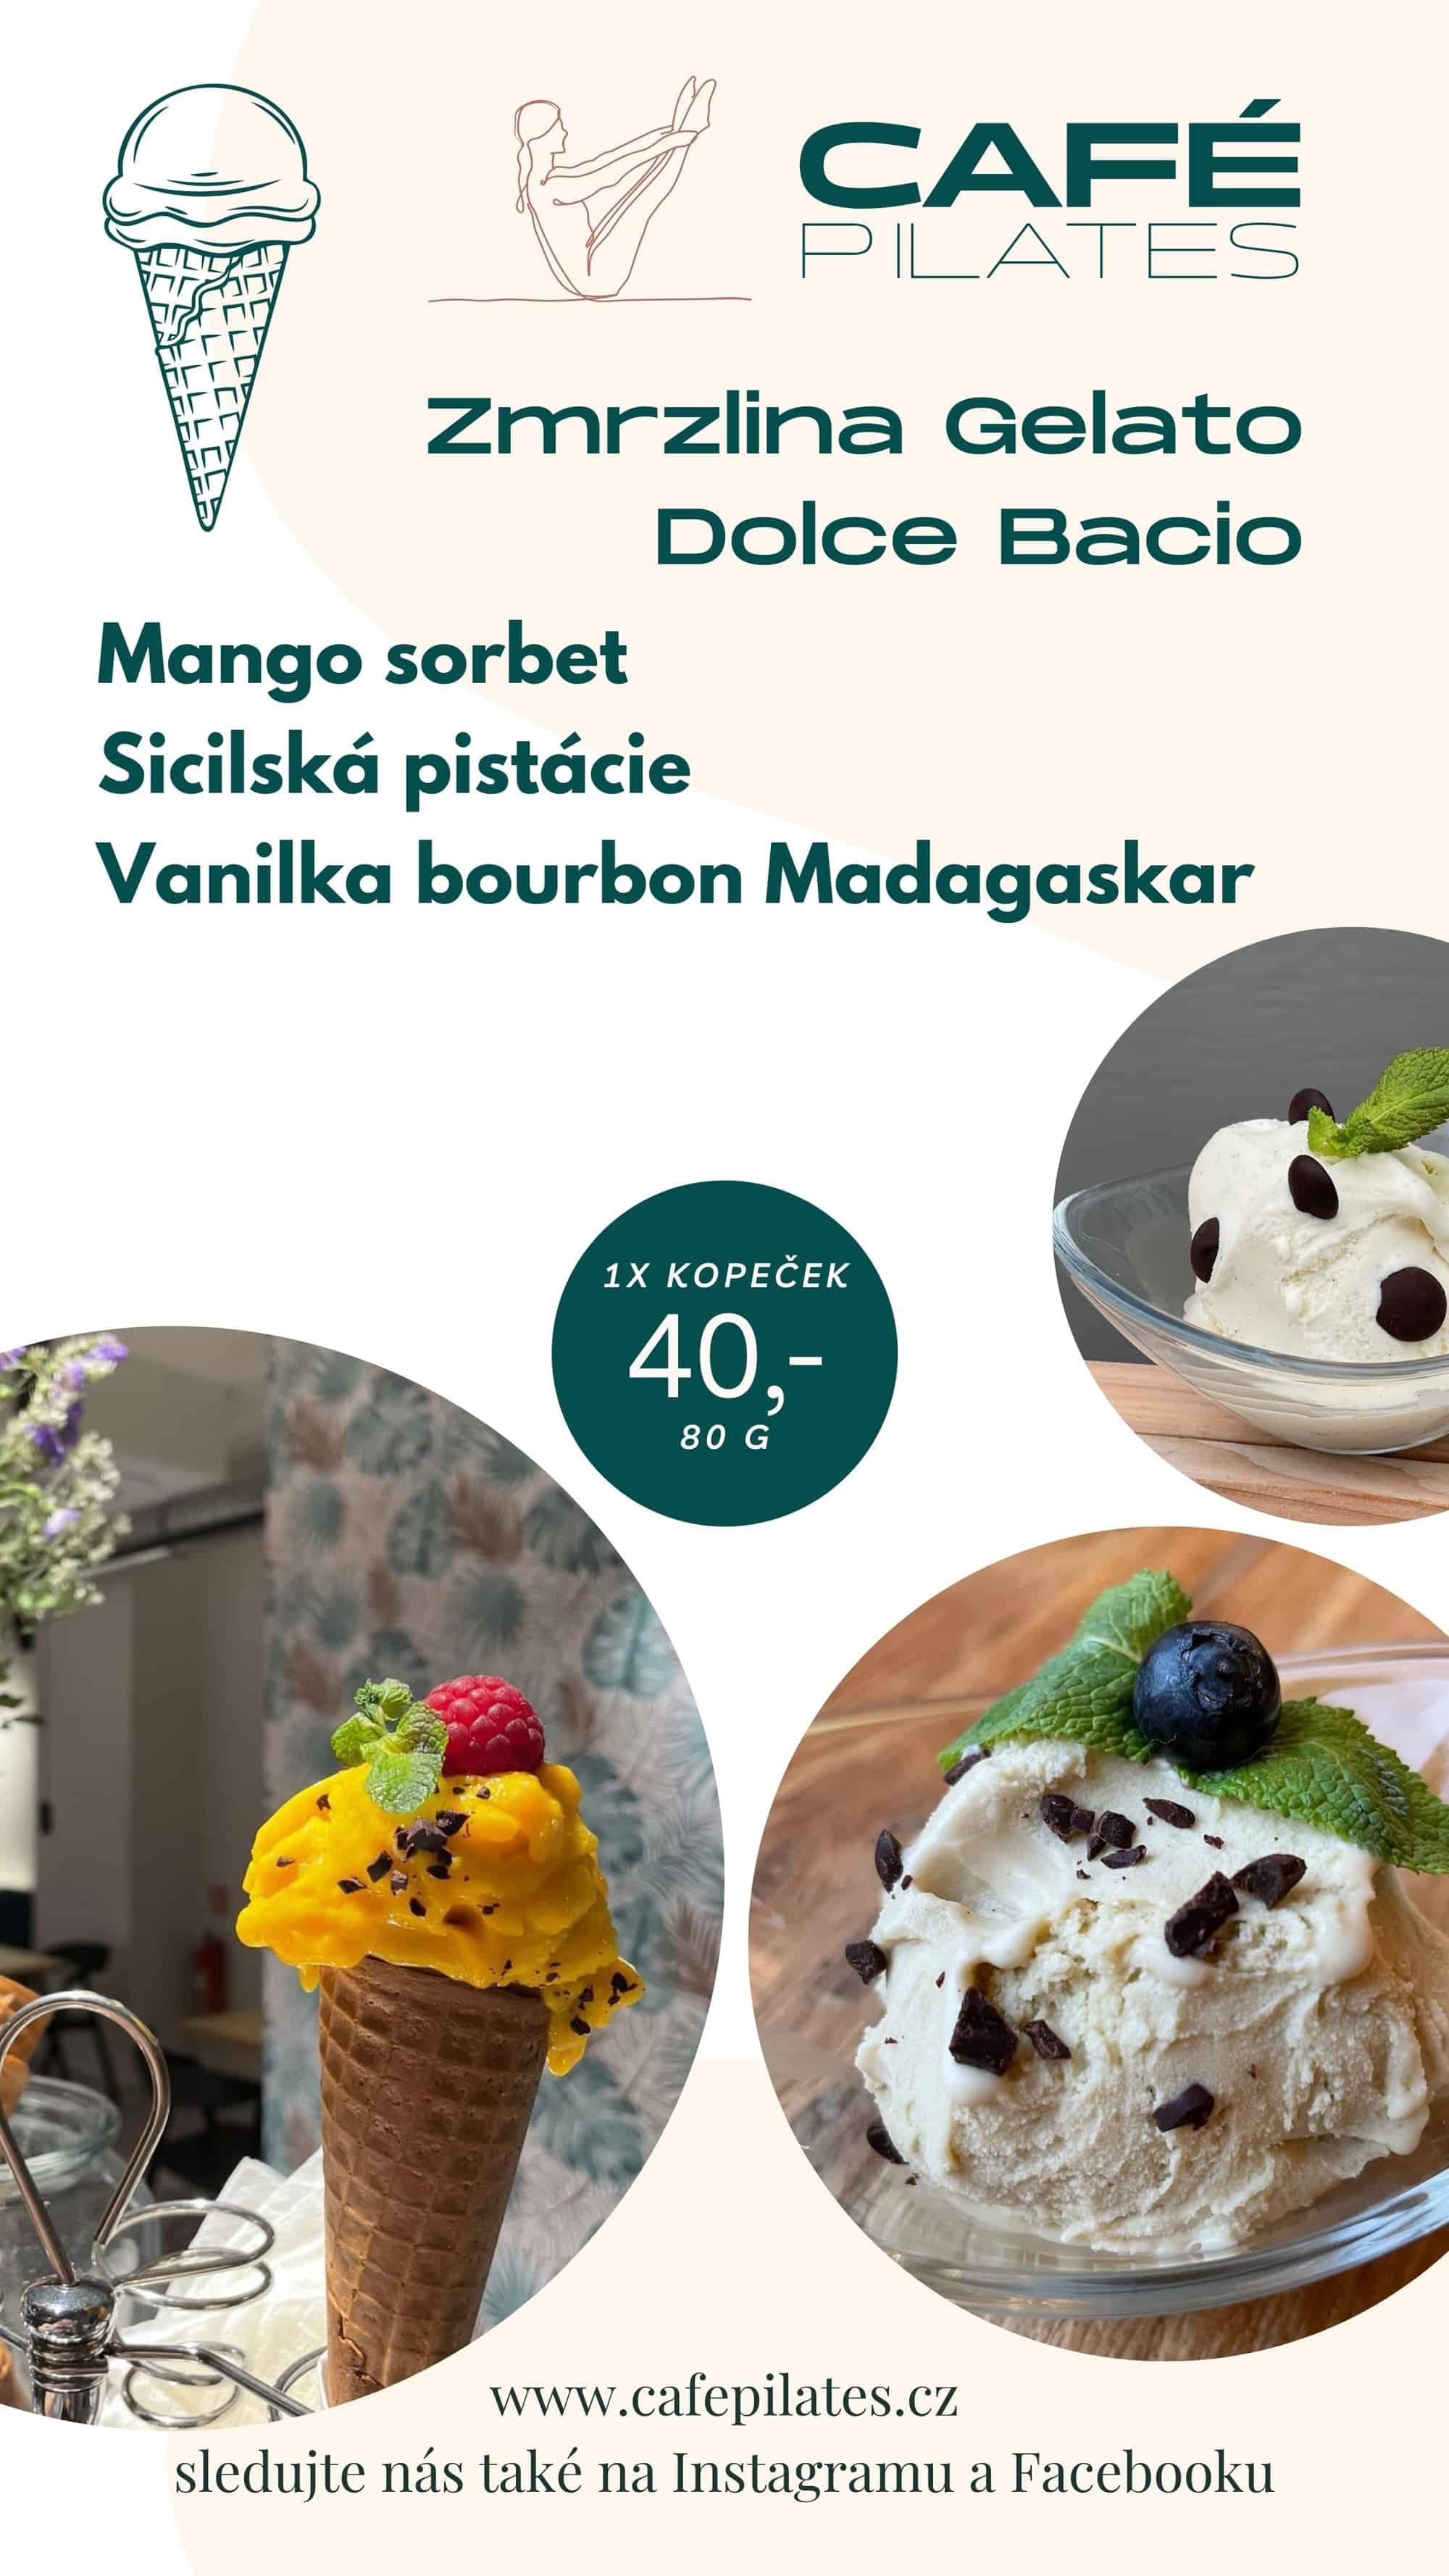 CAFÉ
PILATES
Zmrzlina Gelato
Dolce Bacio
Mango sorbet
Sicilská pistácie
Vanilka bourbon Madagaskar
1X KOPEČEK
40,-
80 G
www.cafepilates.cz
sledujte nás také na Instagramu a Facebooku